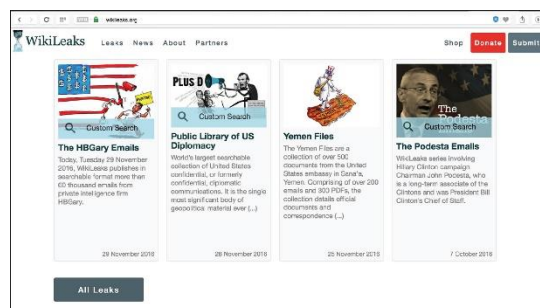 wikileaks.org
WikiLeaks Leaks News About Partners Shop Donate Submit
PLUS D
The Podesta
Custom Search
Custom Search
Custom Search
The HBGary Emails
Today, Tuesday 29 November
2016, WikiLeaks publishes in
searchable format more than
60 thousand emails from
private intelligence firm
HBGary.
29 November 2016
Public Library of US
Diplomacy
World's largest searchable
collection of United States
confidential, or formerly
confidential, diplomatic
communications. It is the single
most significant body of
geopolitical material ever (...)
28 November 2016
Yemen Files
The Yemen Files are a
collection of over 500
documents from the United
States embassy in Sana'a,
Yemen. Comprising of over 200
emails and 300 PDFs, the
collection details official
documents and
correspondence (...)
25 November 2016
The Podesta Emails
WikiLeaks series involving
Hillary Clinton campaign
Chairman John Podesta, who
is a long-term associate of the
Clintons and was President Bill
Clinton's Chief of Staff.
7 October 2016
All Leaks